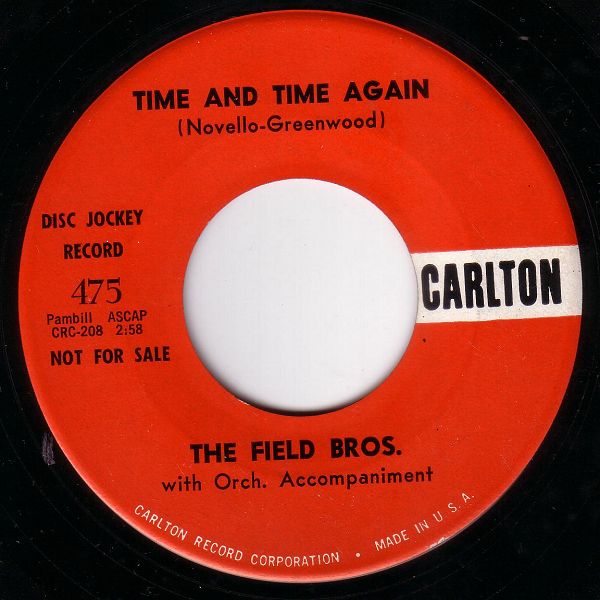 TIME AND TIME AGAIN
(Novello-Greenwood)
DISC JOCKEY
RECORD
475
Pambill ASCAP
CRC-208 2:58
NOT FOR SALE
CARLTON
THE FIELD BROS.
with Orch. Accompaniment
CARLTON RECORD CORPORATION • MADE IN U.S.A.